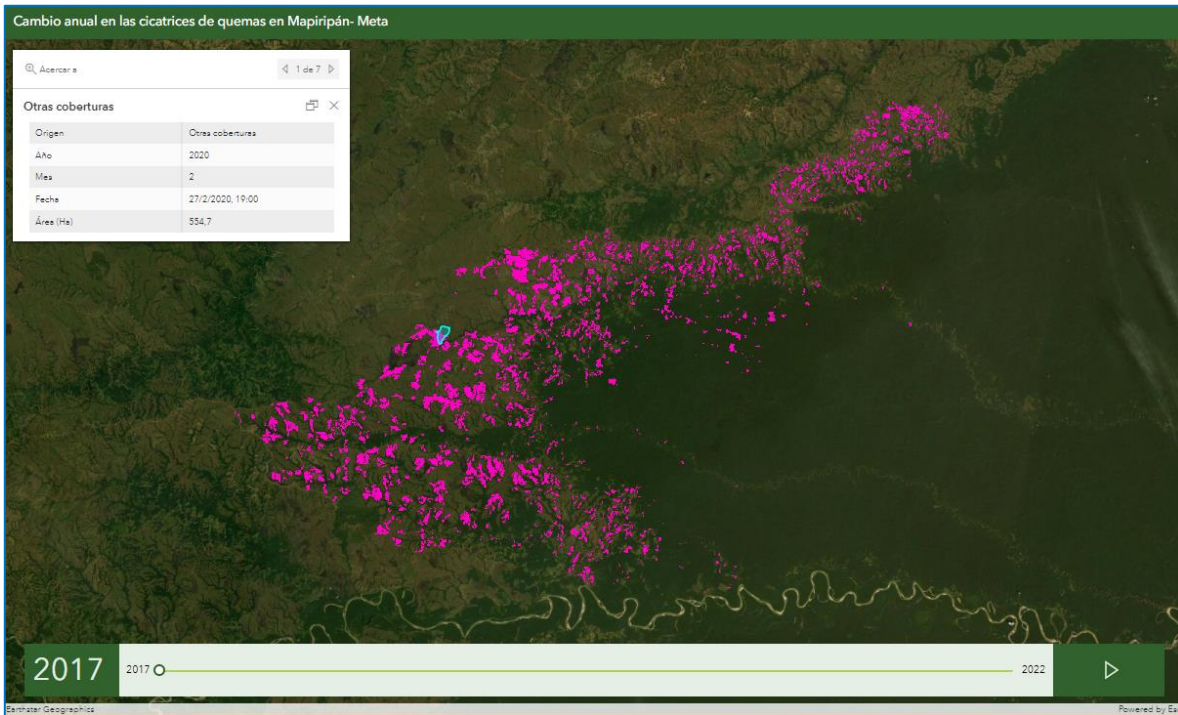 Cambio anual en las cicatrices de quemas en Mapiripán- Meta
Acercar a
1 de 7
Otras coberturas
Origen Otras coberturas
Año 2020
Mes 2
Fecha 27/2/2020, 19:00
Área (Ha) 554,7
2017 2017 2022
Earthstar Geographics Powered by Es